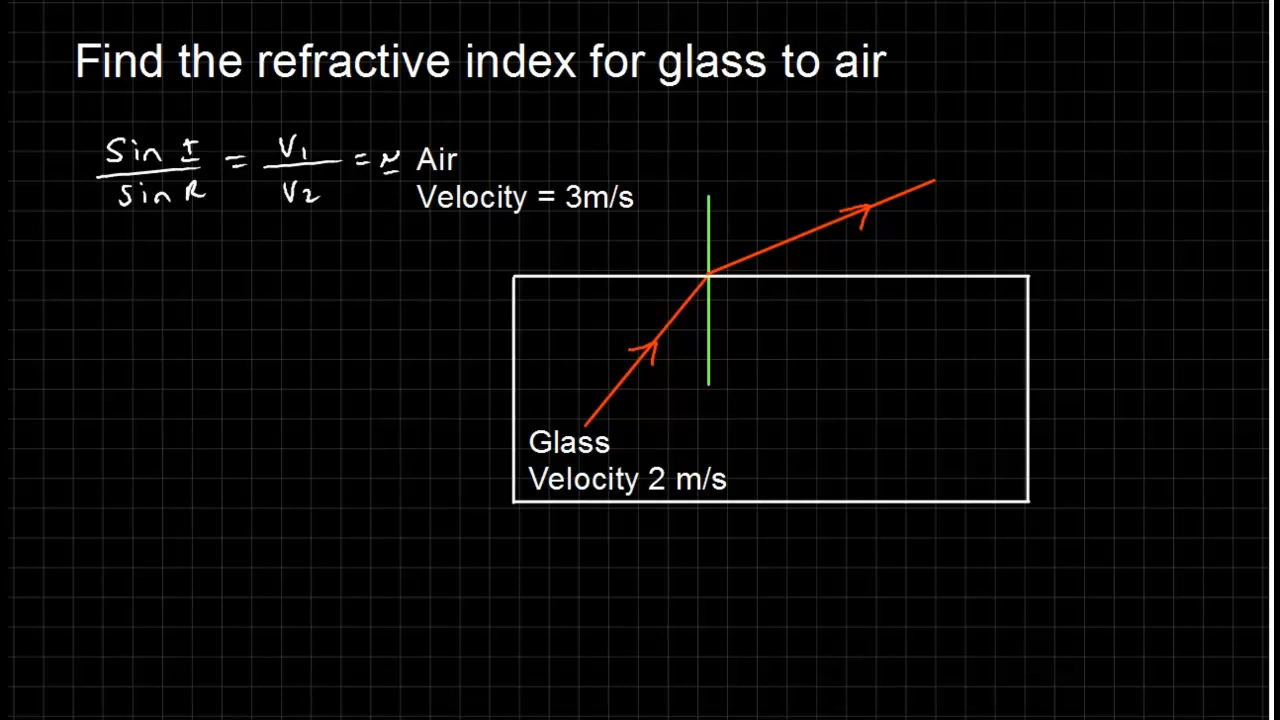 Find the refractive index for glass to air
Sin I
Sin R
=
V1
V2
= μ
Air
Velocity = 3m/s
Glass
Velocity 2 m/s